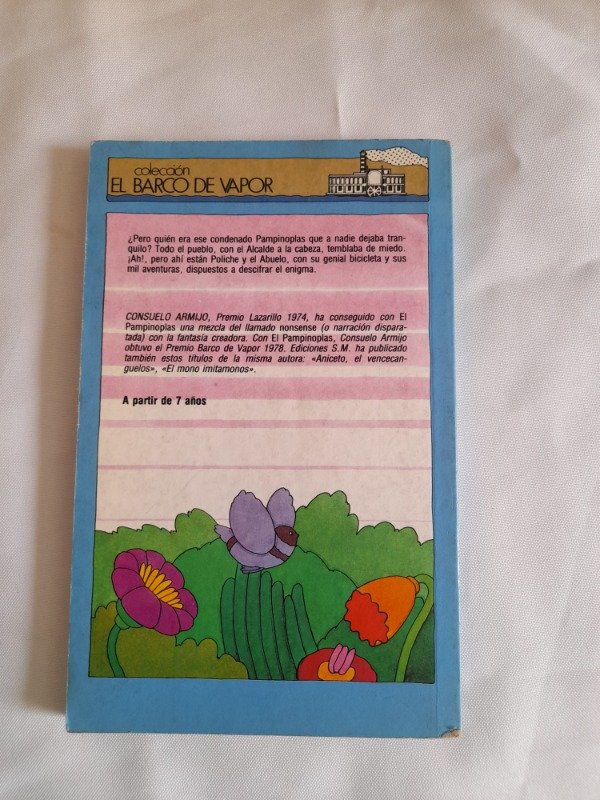 colección
EL BARCO DE VAPOR
¿Pero quién era ese condenado Pampinoplas que a nadie dejaba tran-
quilo? Todo el pueblo, con el Alcalde a la cabeza, temblaba de miedo.
¡Ah!, pero ahí están Poliche y el Abuelo, con su genial bicicleta y sus
mil aventuras, dispuestos a descifrar el enigma.
CONSUELO ARMIJO, Premio Lazarillo 1974, ha conseguido con El
Pampinoplas una mezcla del llamado nonsense (o narración dispara-
tada) con la fantasía creadora. Con El Pampinoplas, Consuelo Armijo
obtuvo el Premio Barco de Vapor 1978. Ediciones S.M. ha publicado
también estos títulos de la misma autora: «Aniceto, el vencecan-
guelos», «El mono imitamonos».
A partir de 7 años